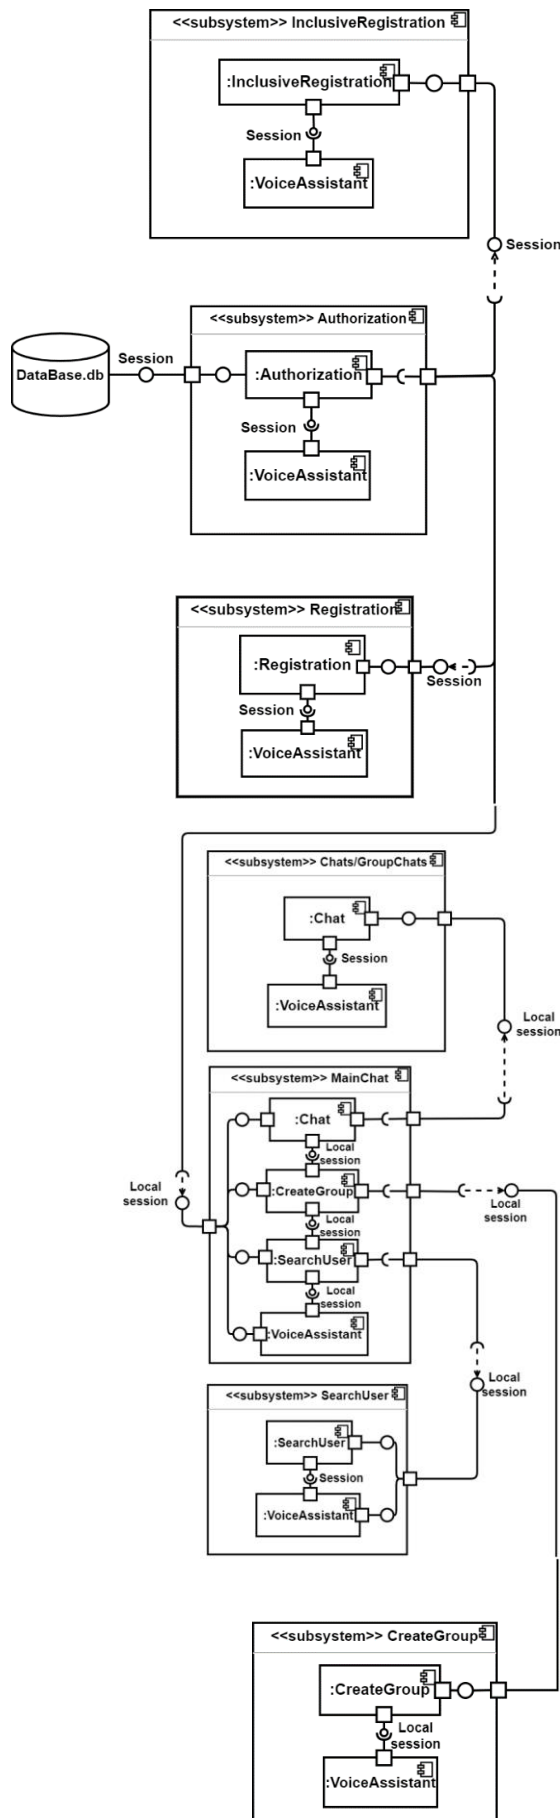 <<subsystem>> InclusiveRegistration
:InclusiveRegistration
Session
:VoiceAssistant
Session
<<subsystem>> Authorization
Session
DataBase.db
:Authorization
Session
:VoiceAssistant
<<subsystem>> Registration
:Registration
Session
Session
:VoiceAssistant
<<subsystem>> Chats/GroupChats
:Chat
Session
:VoiceAssistant
Local
session
<<subsystem>> MainChat
:Chat
Local
session
Local
session
:CreateGroup
Local
session
Local
session
:SearchUser
Local
session
:VoiceAssistant
Local
session
<<subsystem>> SearchUser
:SearchUser
Session
:VoiceAssistant
<<subsystem>> CreateGroup
:CreateGroup
Local
session
:VoiceAssistant